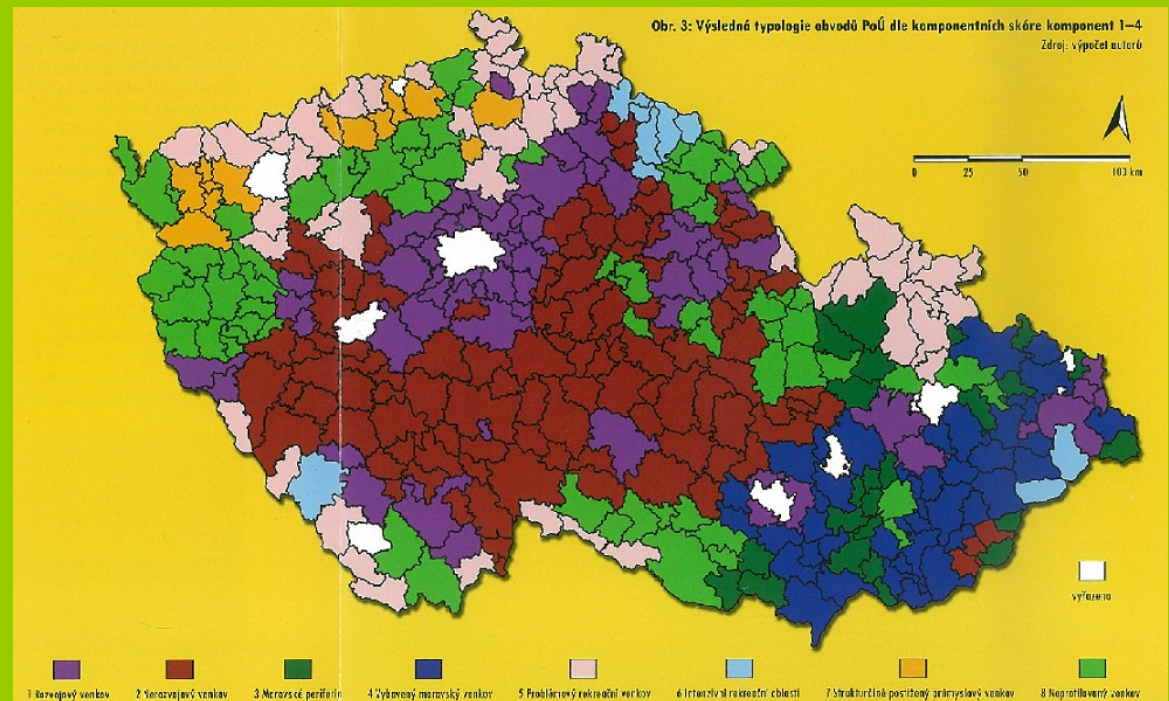 Obr. 3: Výsledná typologie obvodů PoÚ dle komponentních skóre komponent 1–4
Zdroj: výpočet autorů
0 25 50 100 km
vyřazeno
1 Rozvojový venkov
2 Nerozvojový venkov
3 Moravské periferie
4 Vybavený moravský venkov
5 Problémový rekreační venkov
6 Intenzivní rekreační oblasti
7 Strukturálně postižený průmyslový venkov
8 Neprofilovaný venkov